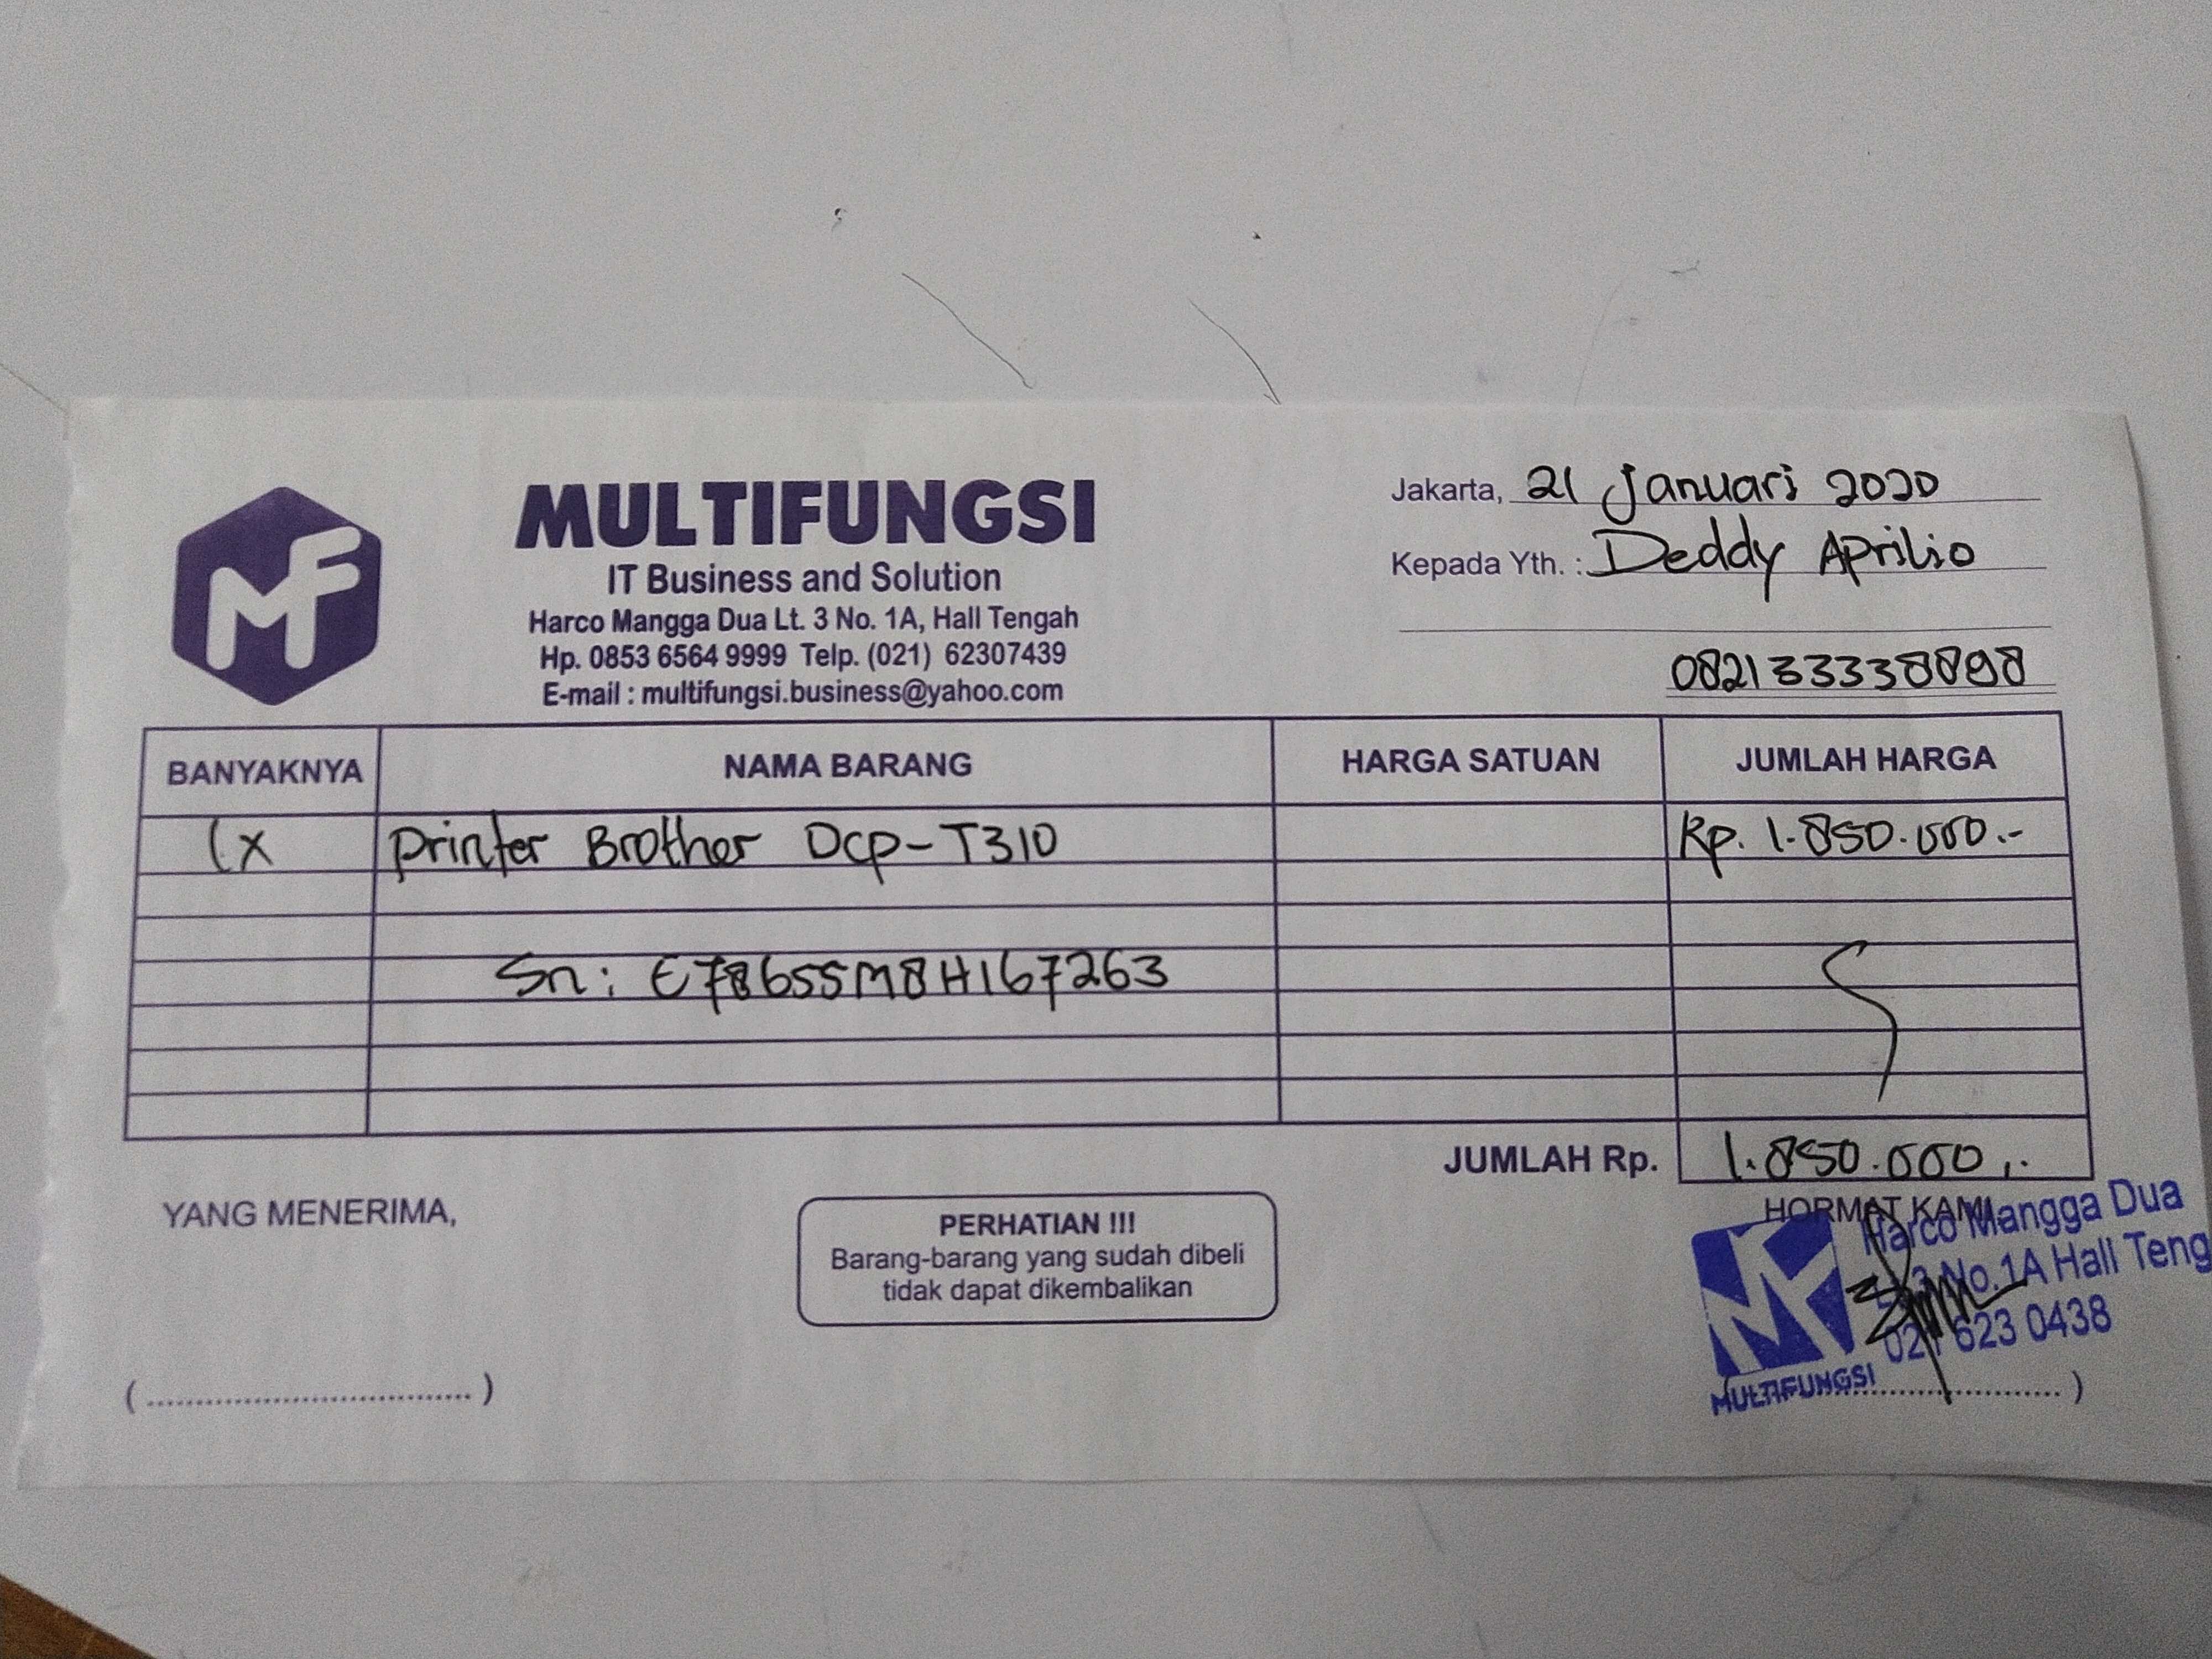 MF
MULTIFUNGSI
IT Business and Solution
Harco Mangga Dua Lt. 3 No. 1A, Hall Tengah
Hp. 0853 6564 9999 Telp. (021) 62307439
E-mail : multifungsi.business@yahoo.com
Jakarta, 21 Januari 2020
Kepada Yth. : Deddy Aprilio
082133338898
BANYAKNYA NAMA BARANG HARGA SATUAN JUMLAH HARGA
1x Printer Brother Dcp-T310 Rp. 1.850.000.-
Sn: E78655M8H167263
JUMLAH Rp. 1.850.000,-
YANG MENERIMA,
PERHATIAN !!!
Barang-barang yang sudah dibeli
tidak dapat dikembalikan
HORMAT KAMI,
Harco Mangga Dua
3 No.1A Hall Teng
021 623 0438
MULTIFUNGSI
(................................)